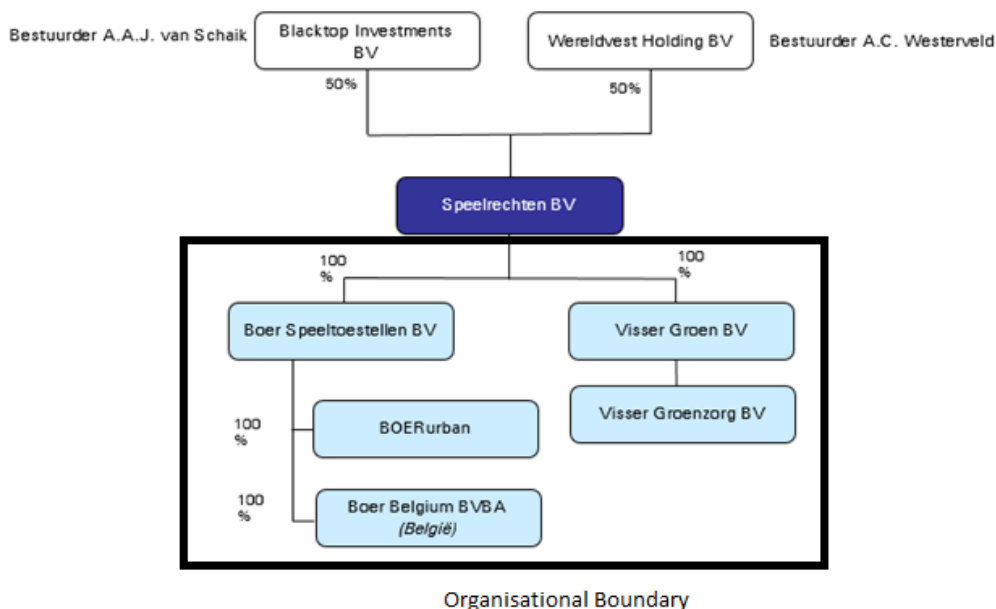 Bestuurder A.A.J. van Schaik
Blacktop Investments
BV
Wereldvest Holding BV
Bestuurder A.C. Westerveld
50%
50%
Speelrechten BV
100
%
100
%
Boer Speeltoestellen BV
Visser Groen BV
100
%
BOERurban
Visser Groenzorg BV
100
%
Boer Belgium BVBA
(België)
Organisational Boundary